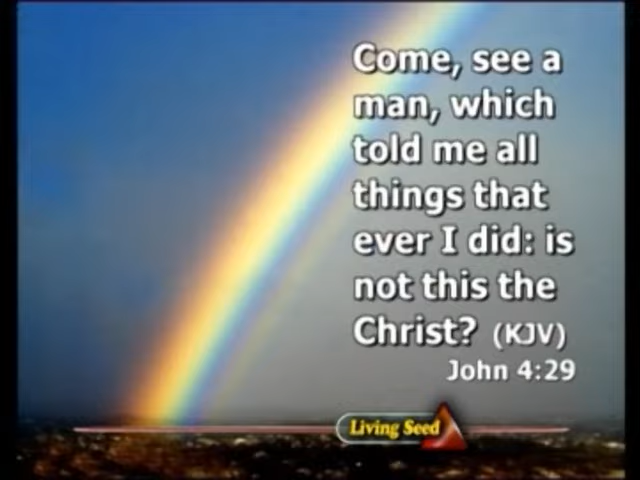 Come, see a
man, which
told me all
things that
ever I did: is
not this the
Christ? (KJV)
John 4:29
Living Seed